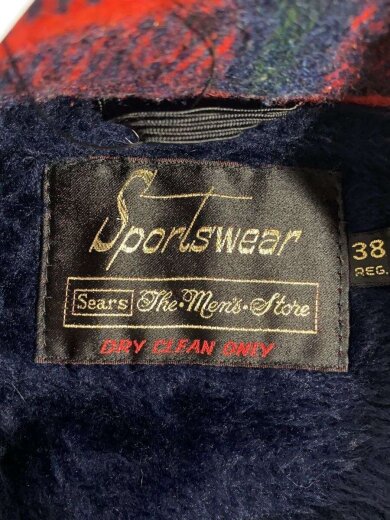 Sportswear
38
REG.
Sears The·Men's·Store
DRY CLEAN ONLY